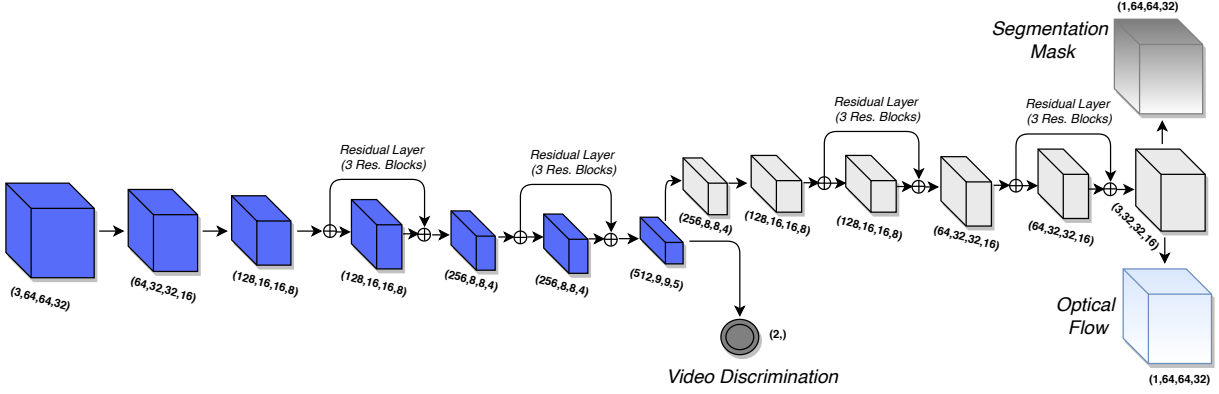 (1,64,64,32)
Segmentation
Mask
Residual Layer
(3 Res. Blocks)
Residual Layer
(3 Res. Blocks)
Residual Layer
(3 Res. Blocks)
Residual Layer
(3 Res. Blocks)
(3,64,64,32)
(64,32,32,16)
(128,16,16,8)
(128,16,16,8)
(256,8,8,4)
(256,8,8,4)
(512,9,9,5)
(256,8,8,4)
(128,16,16,8)
(128,16,16,8)
(64,32,32,16)
(64,32,32,16)
(3,32,32,16)
(2,)
Video Discrimination
Optical
Flow
(1,64,64,32)